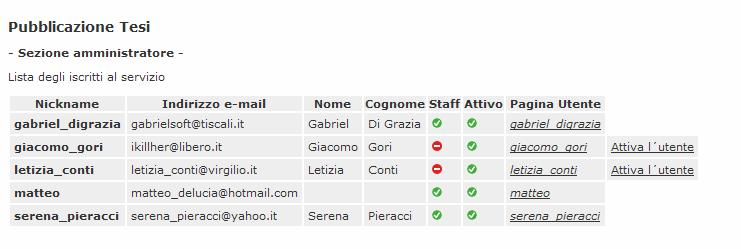 Pubblicazione Tesi
- Sezione amministratore -
Lista degli iscritti al servizio
Nickname Indirizzo e-mail Nome Cognome Staff Attivo Pagina Utente
gabriel_digrazia gabrielsoft@tiscali.it Gabriel Di Grazia gabriel_digrazia
giacomo_gori ikillher@libero.it Giacomo Gori giacomo_gori Attiva l´utente
letizia_conti letizia_conti@virgilio.it Letizia Conti letizia_conti Attiva l´utente
matteo matteo_delucia@hotmail.com matteo
serena_pieracci serena_pieracci@yahoo.it Serena Pieracci serena_pieracci